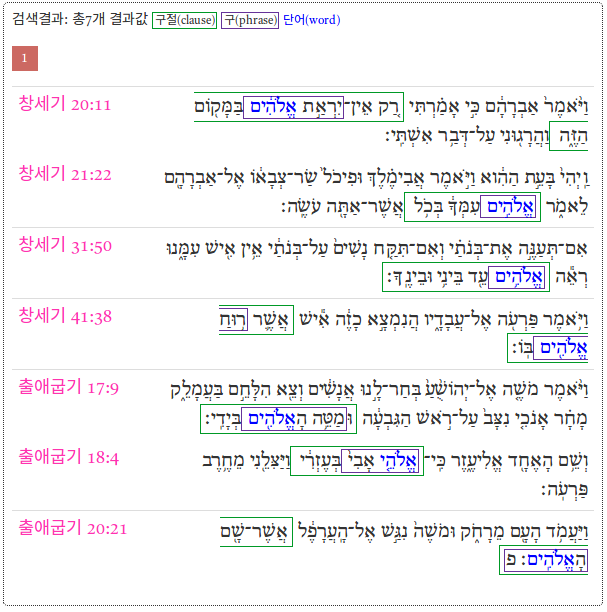 검색결과: 총7개 결과값 구절(clause) 구(phrase) 단어(word)
1
창세기 20:11
וַיֹּ֙אמֶר֙ אַבְרָהָ֔ם כִּ֣י אָמַ֗רְתִּי רַ֚ק אֵין־יִרְאַ֣ת אֱלֹהִ֔ים בַּמָּק֖וֹם
הַזֶּ֑ה וַהֲרָג֖וּנִי עַל־דְּבַ֥ר אִשְׁתִּֽי׃
창세기 21:22
וַֽיְהִי֙ בָּעֵ֣ת הַהִ֔וא וַיֹּ֣אמֶר אֲבִימֶ֗לֶךְ וּפִיכֹל֙ שַׂר־צְבָאֹ֔ו אֶל־אַבְרָהָ֖ם
לֵאמֹ֑ר אֱלֹהִ֣ים עִמְּךָ֔ בְּכֹ֥ל אֲשֶׁר־אַתָּ֖ה עֹשֶֽׂה׃
창세기 31:50
אִם־תְּעַנֶּ֣ה אֶת־בְּנֹתַ֗י וְאִם־תִּקַּ֤ח נָשִׁים֙ עַל־בְּנֹתַ֔י אֵ֥ין אִ֖ישׁ עִמָּ֑נוּ
רְאֵ֕ה אֱלֹהִ֥ים עֵ֖ד בֵּינִ֥י וּבֵינֶֽךָ׃
창세기 41:38
וַיֹּ֥אמֶר פַּרְעֹ֖ה אֶל־עֲבָדָ֑יו הֲנִמְצָ֣א כָזֶ֔ה אִ֕ישׁ אֲשֶׁ֛ר ר֥וּחַ
אֱלֹהִ֖ים בֹּֽו׃
출애굽기 17:9
וַיֹּ֨אמֶר מֹשֶׁ֤ה אֶל־יְהוֹשֻׁ֙עַ֙ בְּחַר־לָ֣נוּ אֲנָשִׁ֔ים וְצֵ֖א הִלָּחֵ֣ם בַּעֲמָלֵ֑ק
מָחָ֗ר אָנֹכִ֤י נִצָּב֙ עַל־רֹ֣אשׁ הַגִּבְעָ֔ה וּמַטֵּ֥ה הָאֱלֹהִ֖ים בְּיָדִֽי׃
출애굽기 18:4
וְשֵׁ֥ם הָאֶחָ֖ד אֱלִיעֶ֑זֶר כִּֽי־אֱלֹהֵ֤י אָבִי֙ בְּעֶזְרִ֔י וַיַּצִּלֵ֖נִי מֵחֶ֥רֶב
פַּרְעֹֽה׃
출애굽기 20:21
וַיַּעֲמֹ֥ד הָעָ֖ם מֵרָחֹ֑ק וּמֹשֶׁה֙ נִגַּ֣שׁ אֶל־הָֽעֲרָפֶ֔ל אֲשֶׁר־שָׁ֖ם
הָאֱלֹהִֽים׃ פ